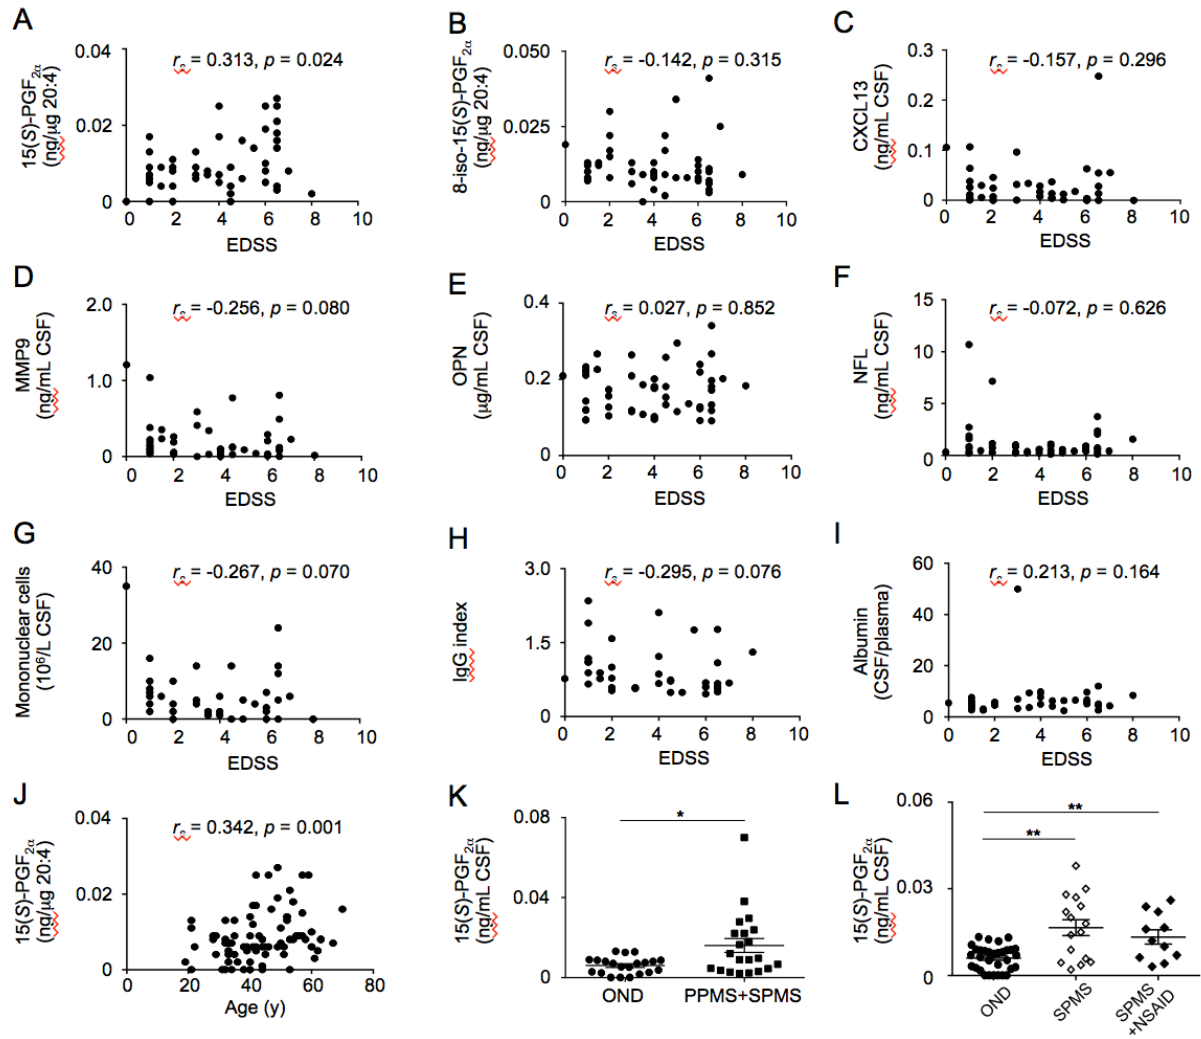 A
15(S)-PGF2α
(ng/µg 20:4)
0.04
0.02
0
rs = 0.313, p = 0.024
0 2 4 6 8 10
EDSS
B
8-iso-15(S)-PGF2α
(ng/µg 20:4)
0.050
0.025
0
rs = -0.142, p = 0.315
0 2 4 6 8 10
EDSS
C
CXCL13
(ng/mL CSF)
0.3
0.2
0.1
0
rs = -0.157, p = 0.296
0 2 4 6 8 10
EDSS
D
MMP9
(ng/mL CSF)
2.0
1.0
0
rs = -0.256, p = 0.080
0 2 4 6 8 10
EDSS
E
OPN
(µg/mL CSF)
0.4
0.2
0
rs = 0.027, p = 0.852
0 2 4 6 8 10
EDSS
F
NFL
(ng/mL CSF)
15
10
5
0
rs = -0.072, p = 0.626
0 2 4 6 8 10
EDSS
G
Mononuclear cells
(10⁶/L CSF)
40
20
0
rs = -0.267, p = 0.070
0 2 4 6 8 10
EDSS
H
IgG index
3.0
1.5
0
rs = -0.295, p = 0.076
0 2 4 6 8 10
EDSS
I
Albumin
(CSF/plasma)
60
40
20
0
rs = 0.213, p = 0.164
0 2 4 6 8 10
EDSS
J
15(S)-PGF2α
(ng/µg 20:4)
0.04
0.02
0
rs = 0.342, p = 0.001
0 20 40 60 80
Age (y)
K
15(S)-PGF2α
(ng/mL CSF)
0.08
0.04
0
*
OND PPMS+SPMS
L
15(S)-PGF2α
(ng/mL CSF)
0.06
0.03
0
**
**
OND
SPMS
SPMS
+NSAID